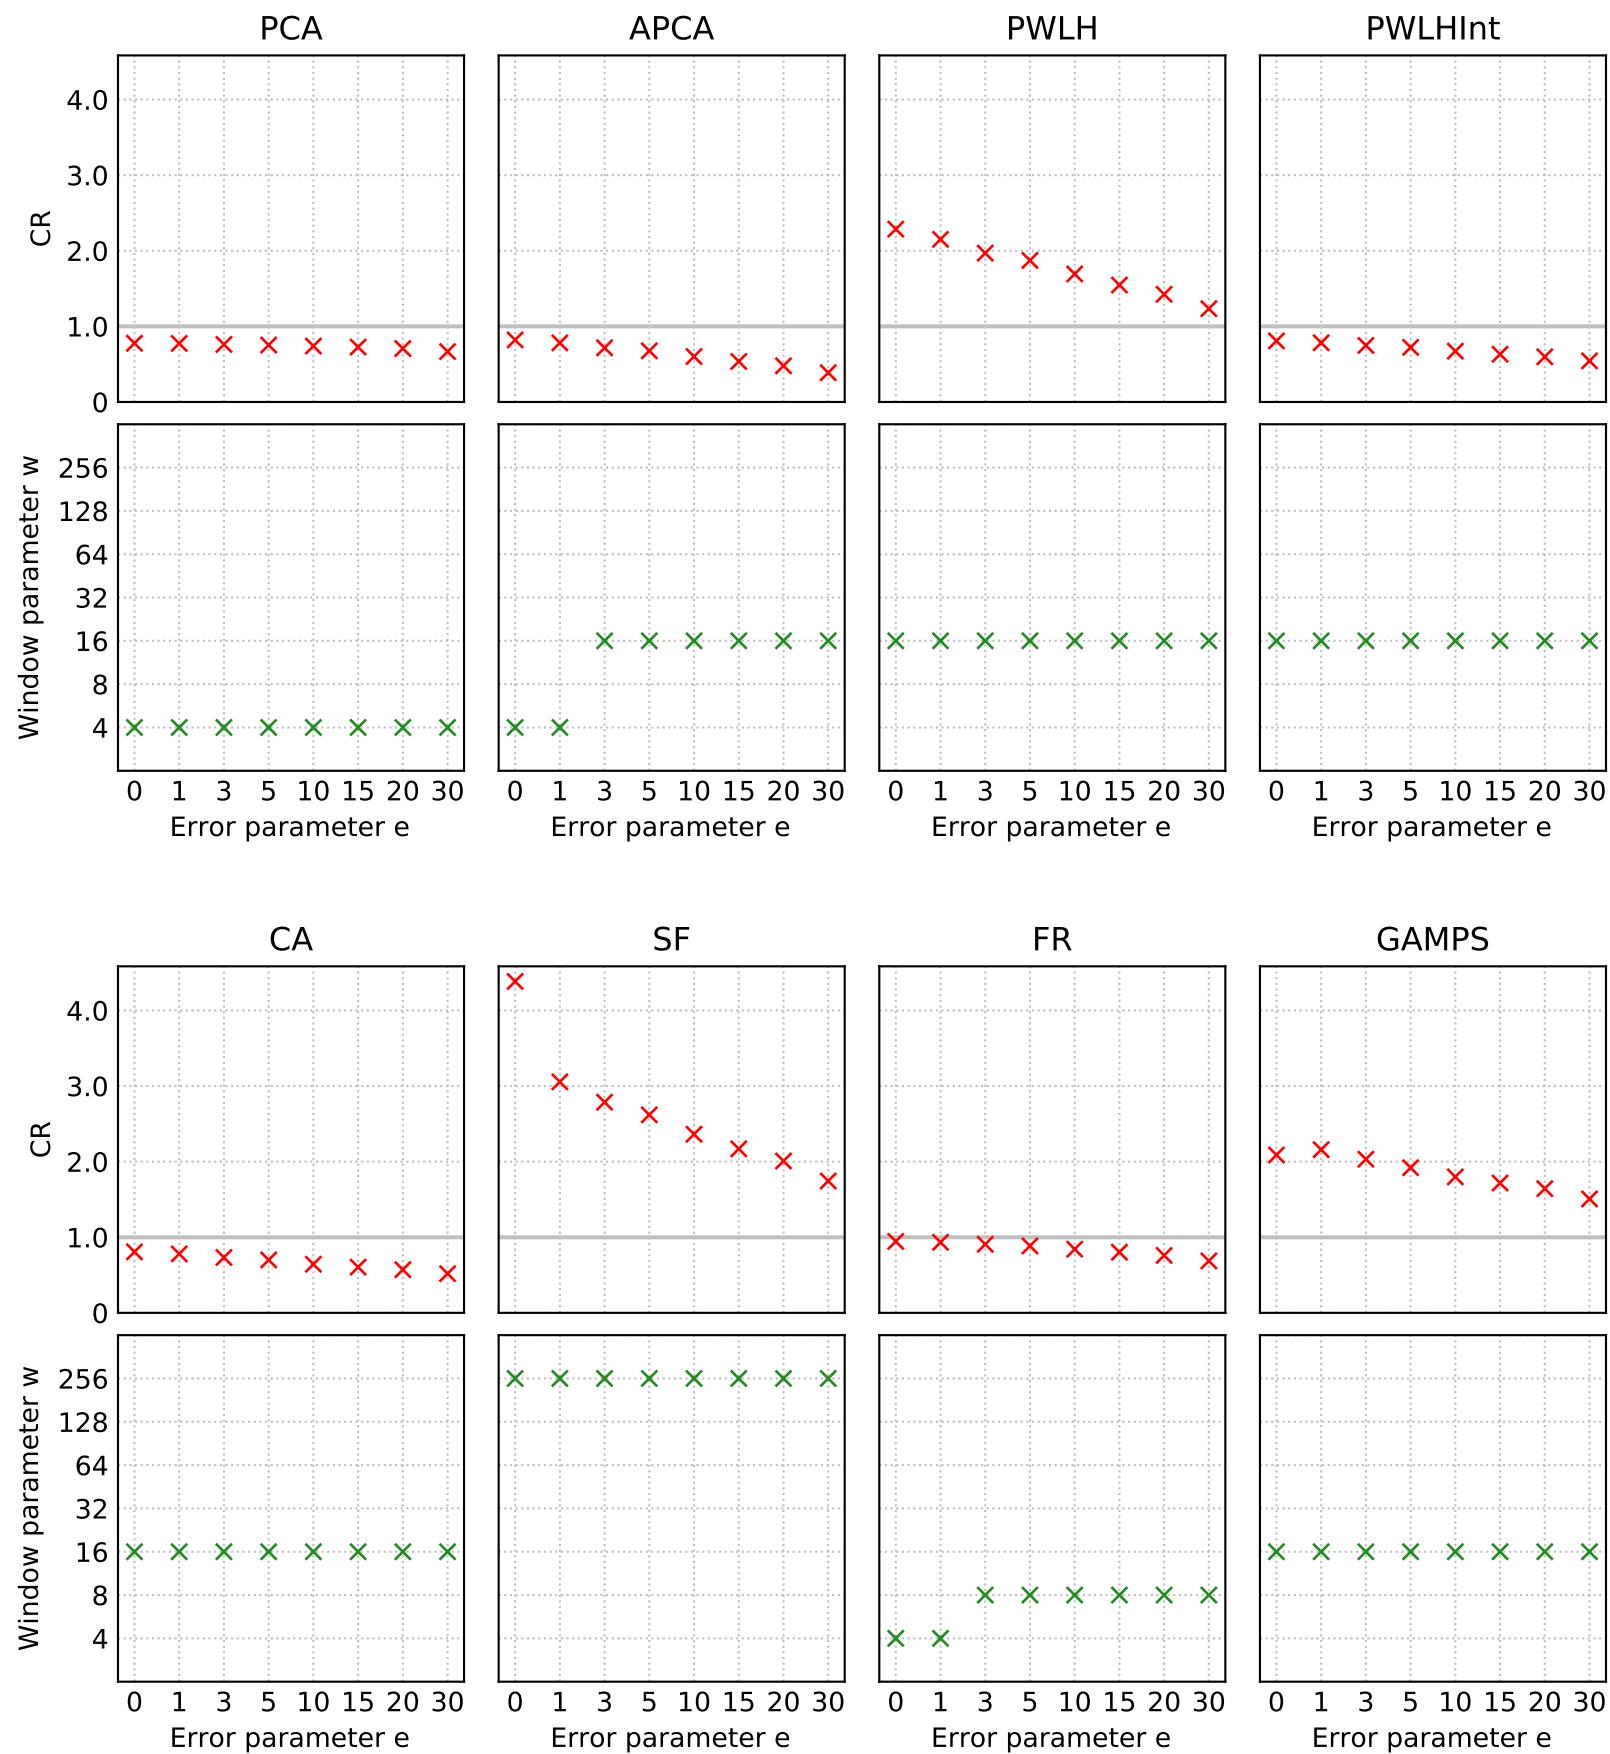 PCA APCA PWLH PWLHInt
4.0
3.0
2.0
1.0
0
CR
256
128
64
32
16
8
4
Window parameter w
0 1 3 5 10 15 20 30 0 1 3 5 10 15 20 30 0 1 3 5 10 15 20 30 0 1 3 5 10 15 20 30
Error parameter e Error parameter e Error parameter e Error parameter e
CA SF FR GAMPS
4.0
3.0
2.0
1.0
0
CR
256
128
64
32
16
8
4
Window parameter w
0 1 3 5 10 15 20 30 0 1 3 5 10 15 20 30 0 1 3 5 10 15 20 30 0 1 3 5 10 15 20 30
Error parameter e Error parameter e Error parameter e Error parameter e